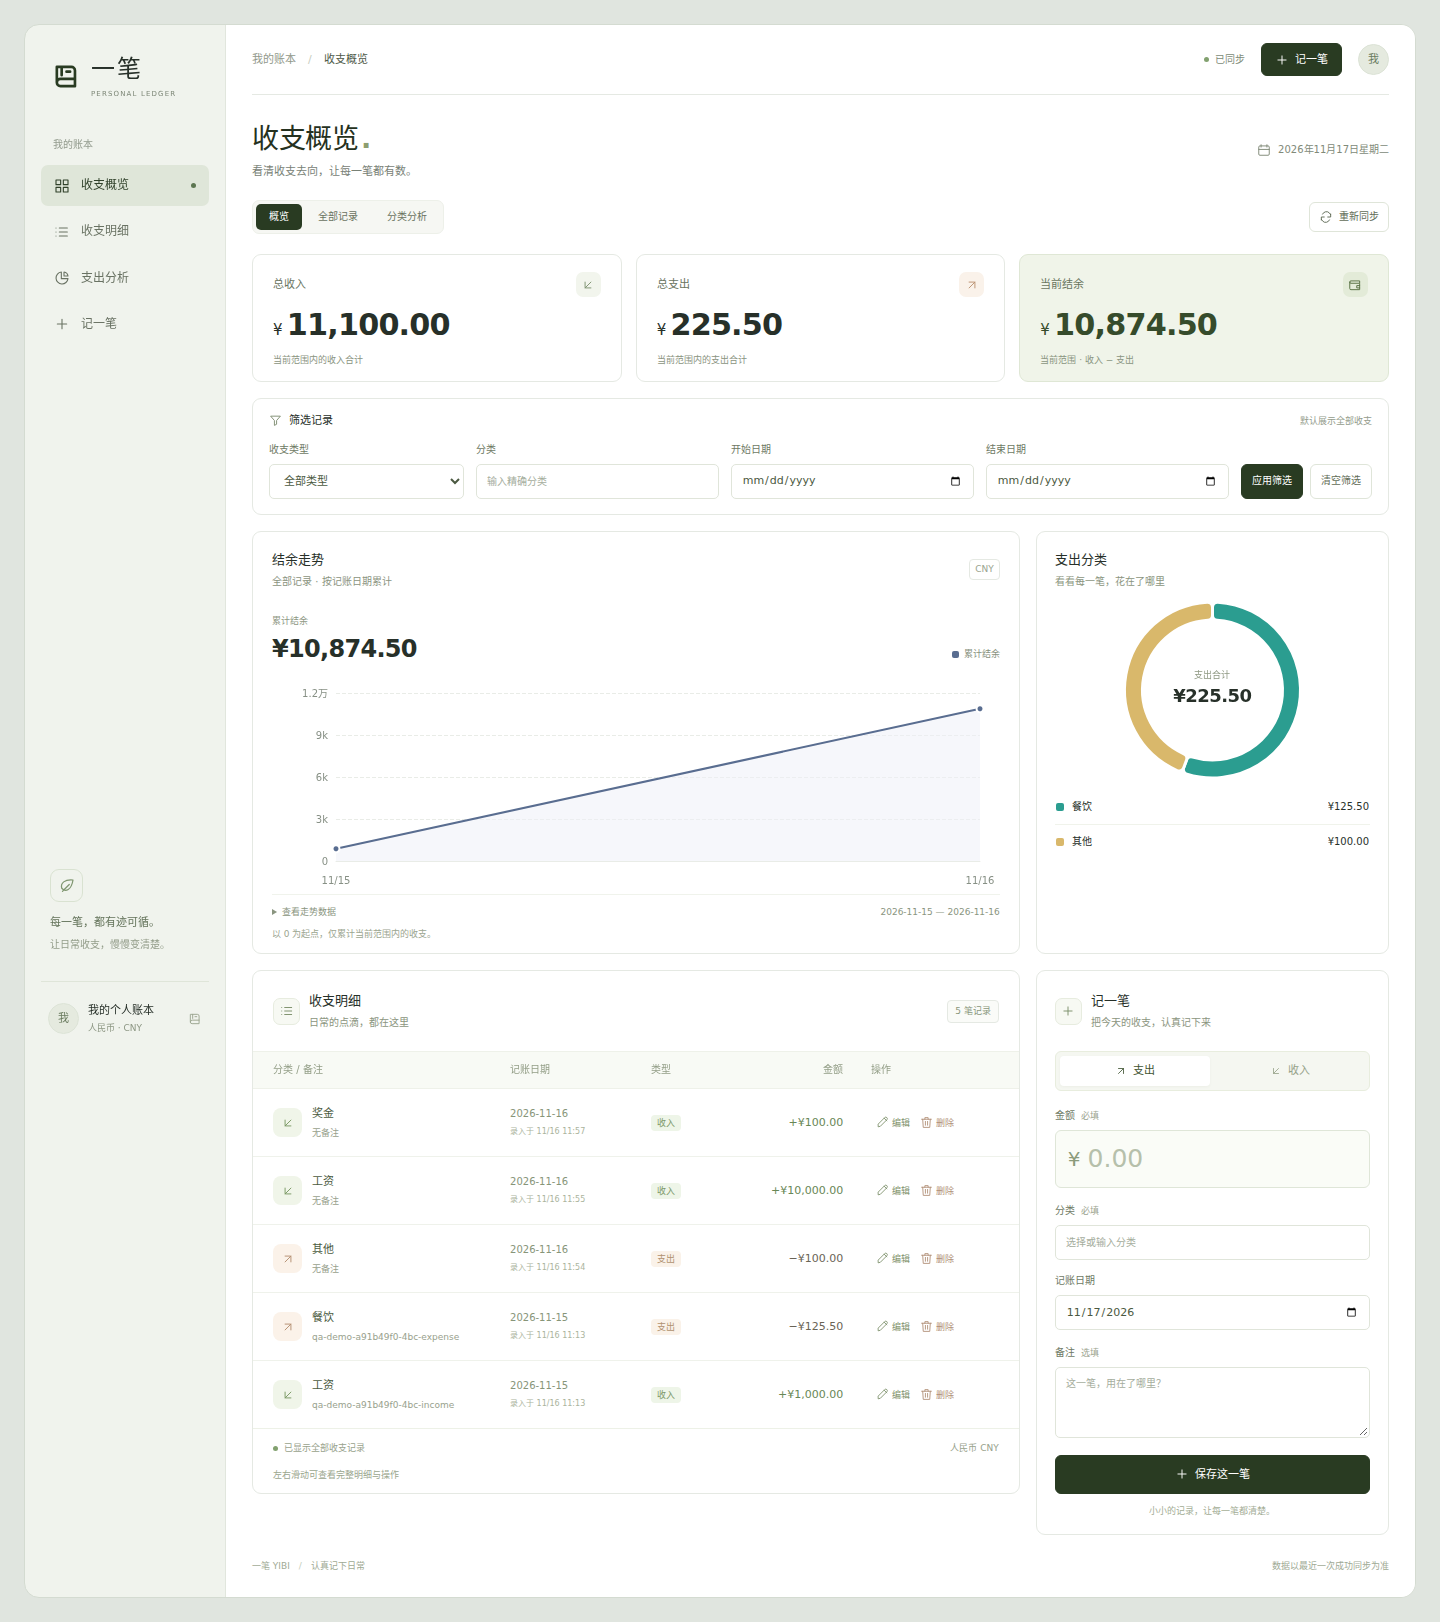 一笔
PERSONAL LEDGER
我的账本
收支概览
收支明细
支出分析
记一笔
每一笔，都有迹可循。
让日常收支，慢慢变清楚。
我
我的个人账本
人民币 · CNY
我的账本 / 收支概览
已同步
记一笔
我
收支概览.
看清收支去向，让每一笔都有数。
2026年11月17日星期二
概览 全部记录 分类分析
重新同步
总收入
¥ 11,100.00
当前范围内的收入合计
总支出
¥ 225.50
当前范围内的支出合计
当前结余
¥ 10,874.50
当前范围 · 收入 − 支出
筛选记录
默认展示全部收支
收支类型 分类 开始日期 结束日期
全部类型 输入精确分类 mm/dd/yyyy mm/dd/yyyy 应用筛选 清空筛选
结余走势
全部记录 · 按记账日期累计
CNY
累计结余
¥10,874.50
累计结余
1.2万
9k
6k
3k
0
11/15 11/16
查看走势数据 2026-11-15 — 2026-11-16
以 0 为起点，仅累计当前范围内的收支。
支出分类
看看每一笔，花在了哪里
支出合计
¥225.50
餐饮 ¥125.50
其他 ¥100.00
收支明细
日常的点滴，都在这里
5 笔记录
分类 / 备注 记账日期 类型 金额 操作
奖金 2026-11-16 收入 +¥100.00 编辑 删除
无备注 录入于 11/16 11:57
工资 2026-11-16 收入 +¥10,000.00 编辑 删除
无备注 录入于 11/16 11:55
其他 2026-11-16 支出 −¥100.00 编辑 删除
无备注 录入于 11/16 11:54
餐饮 2026-11-15 支出 −¥125.50 编辑 删除
qa-demo-a91b49f0-4bc-expense 录入于 11/16 11:13
工资 2026-11-15 收入 +¥1,000.00 编辑 删除
qa-demo-a91b49f0-4bc-income 录入于 11/16 11:13
已显示全部收支记录 人民币 CNY
左右滑动可查看完整明细与操作
记一笔
把今天的收支，认真记下来
支出 收入
金额 必填
¥ 0.00
分类 必填
选择或输入分类
记账日期
11/17/2026
备注 选填
这一笔，用在了哪里？
保存这一笔
小小的记录，让每一笔都清楚。
一笔 YIBI / 认真记下日常
数据以最近一次成功同步为准